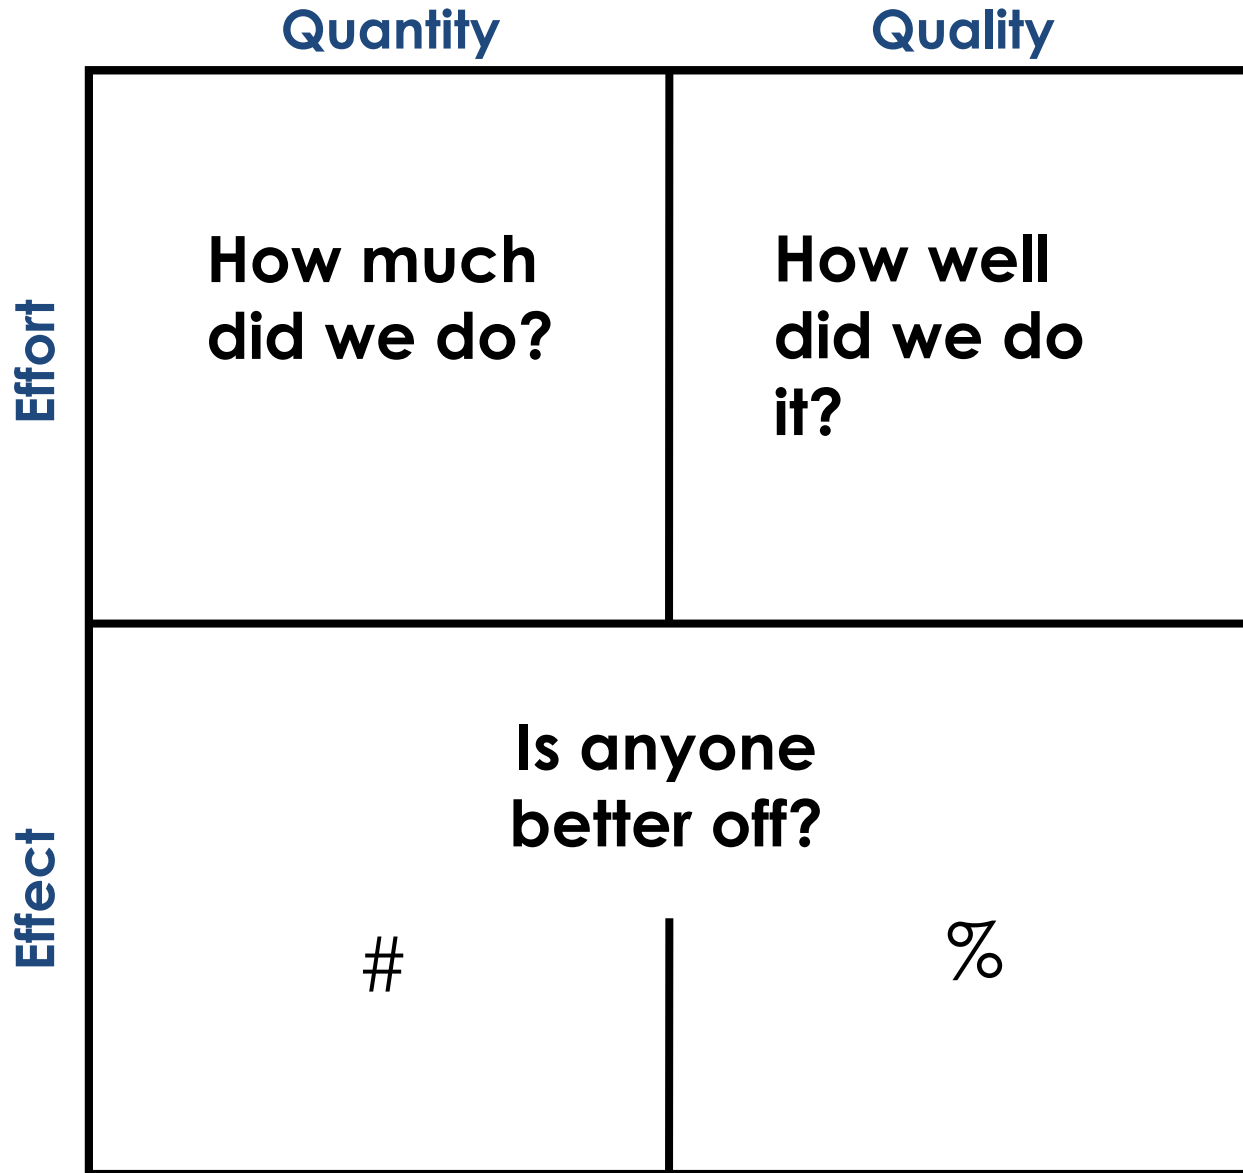 Quantity
Quality
Effort
How much
did we do?
How well
did we do
it?
Effect
Is anyone
better off?
#
%